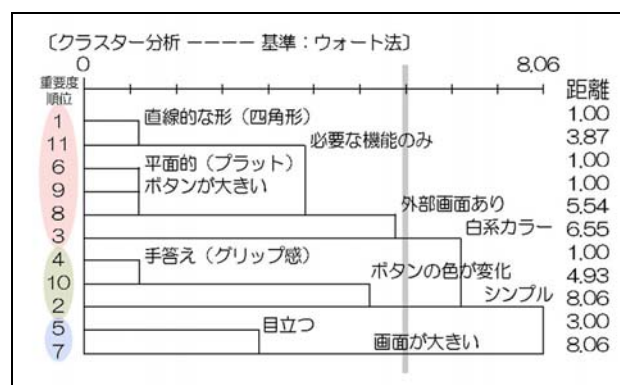 〔クラスター分析 ---- 基準：ウォート法〕
0 8.06
重要度順位 距離
1 直線的な形（四角形） 1.00
11 必要な機能のみ 3.87
6 平面的（プラット） 1.00
9 ボタンが大きい 1.00
8 外部画面あり 5.54
3 白系カラー 6.55
4 手答え（グリップ感） 1.00
10 ボタンの色が変化 4.93
2 シンプル 8.06
5 目立つ 3.00
7 画面が大きい 8.06